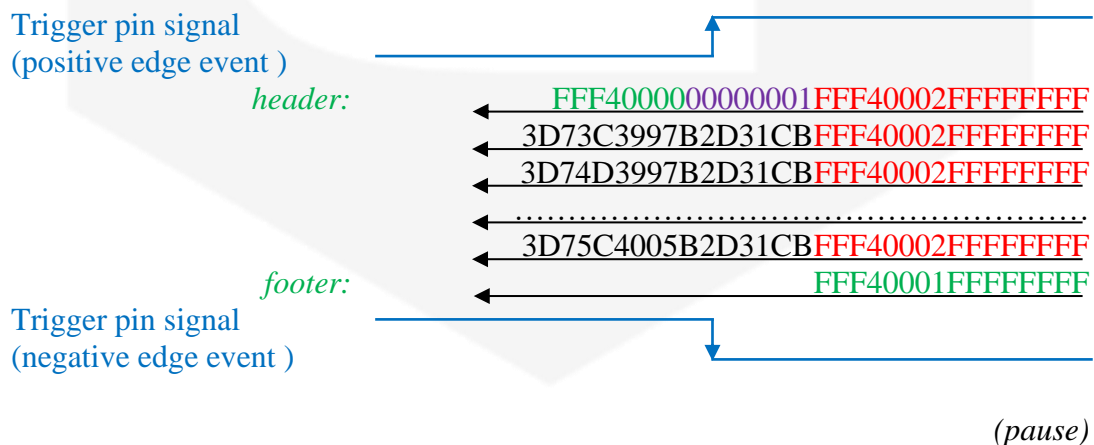 Trigger pin signal
(positive edge event )
header: FFF4000000000001FFF40002FFFFFFFF
3D73C3997B2D31CBFFF40002FFFFFFFF
3D74D3997B2D31CBFFF40002FFFFFFFF
……………………………………………….
3D75C4005B2D31CBFFF40002FFFFFFFF
footer: FFF40001FFFFFFFF
Trigger pin signal
(negative edge event )
(pause)